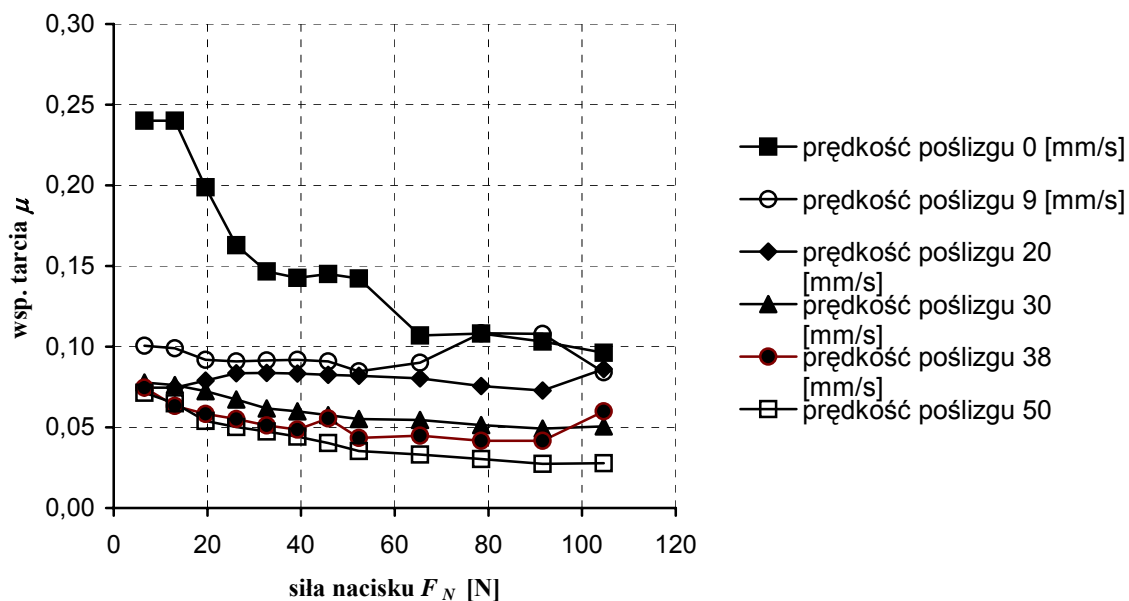 0,30
0,25
0,20
0,15
0,10
0,05
0,00
wsp. tarcia μ
0 20 40 60 80 100 120
siła nacisku F N [N]
prędkość poślizgu 0 [mm/s]
prędkość poślizgu 9 [mm/s]
prędkość poślizgu 20
[mm/s]
prędkość poślizgu 30
[mm/s]
prędkość poślizgu 38
[mm/s]
prędkość poślizgu 50